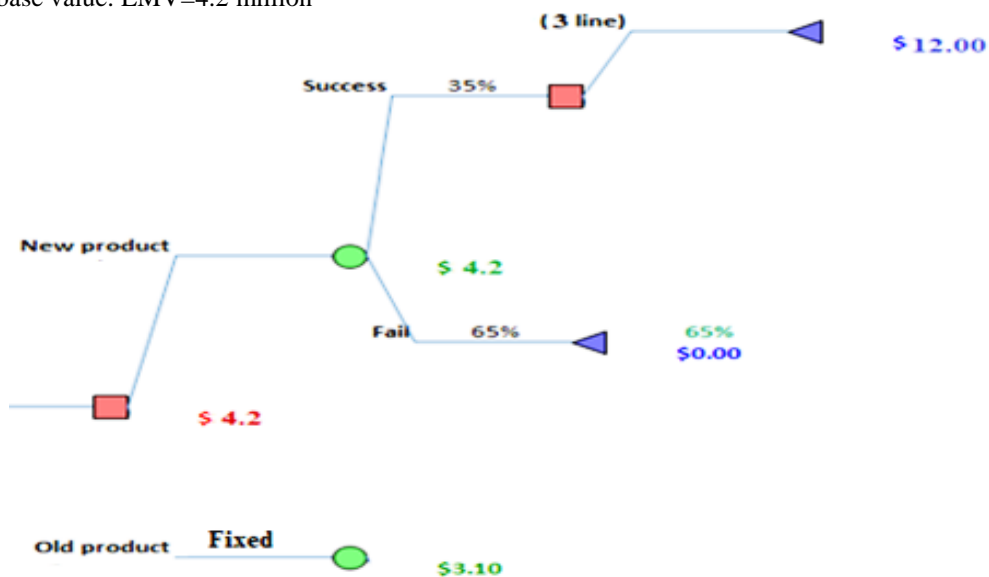 base value: EMV=4.2 million
(3 line)
$12.00
Success 35%
New product
$ 4.2
Fail 65% 65%
$0.00
$ 4.2
Old product Fixed
$3.10